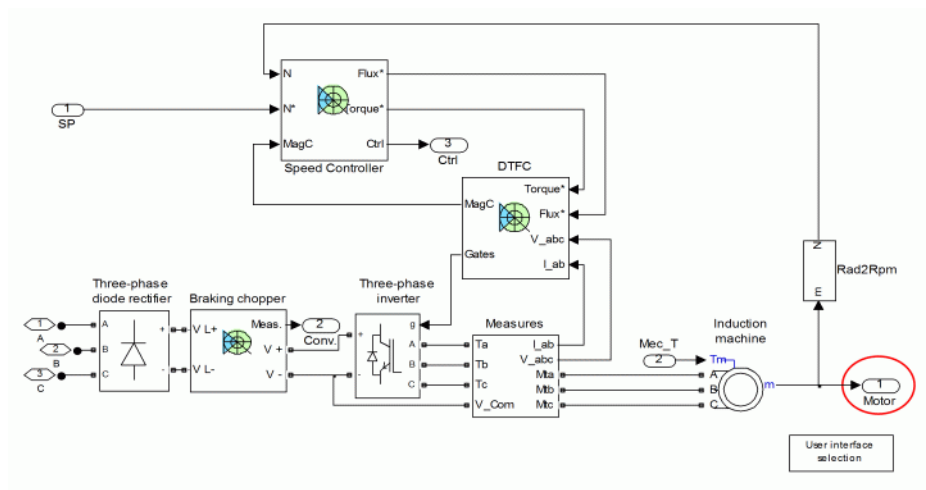 N
Flux*
SP
1
N*
Torque*
MagC
Ctrl
3
Ctrl
Speed Controller
DTFC
Torque*
MagC
Flux*
V_abc
Gates
I_ab
N
Rad2Rpm
E
Three-phase
diode rectifier
Braking chopper
Three-phase
inverter
Measures
Induction
machine
1
A
A
+
V L+
Meas.
2
Conv.
g
+
A
Ta
I_ab
V_abc
Mec_T
2
Tm
2
B
B
V +
B
Tb
Mta
A
m
1
Motor
3
C
C
-
V L-
V -
-
C
Tc
Mtb
B
V_Com
Mtc
C
User interface
selection